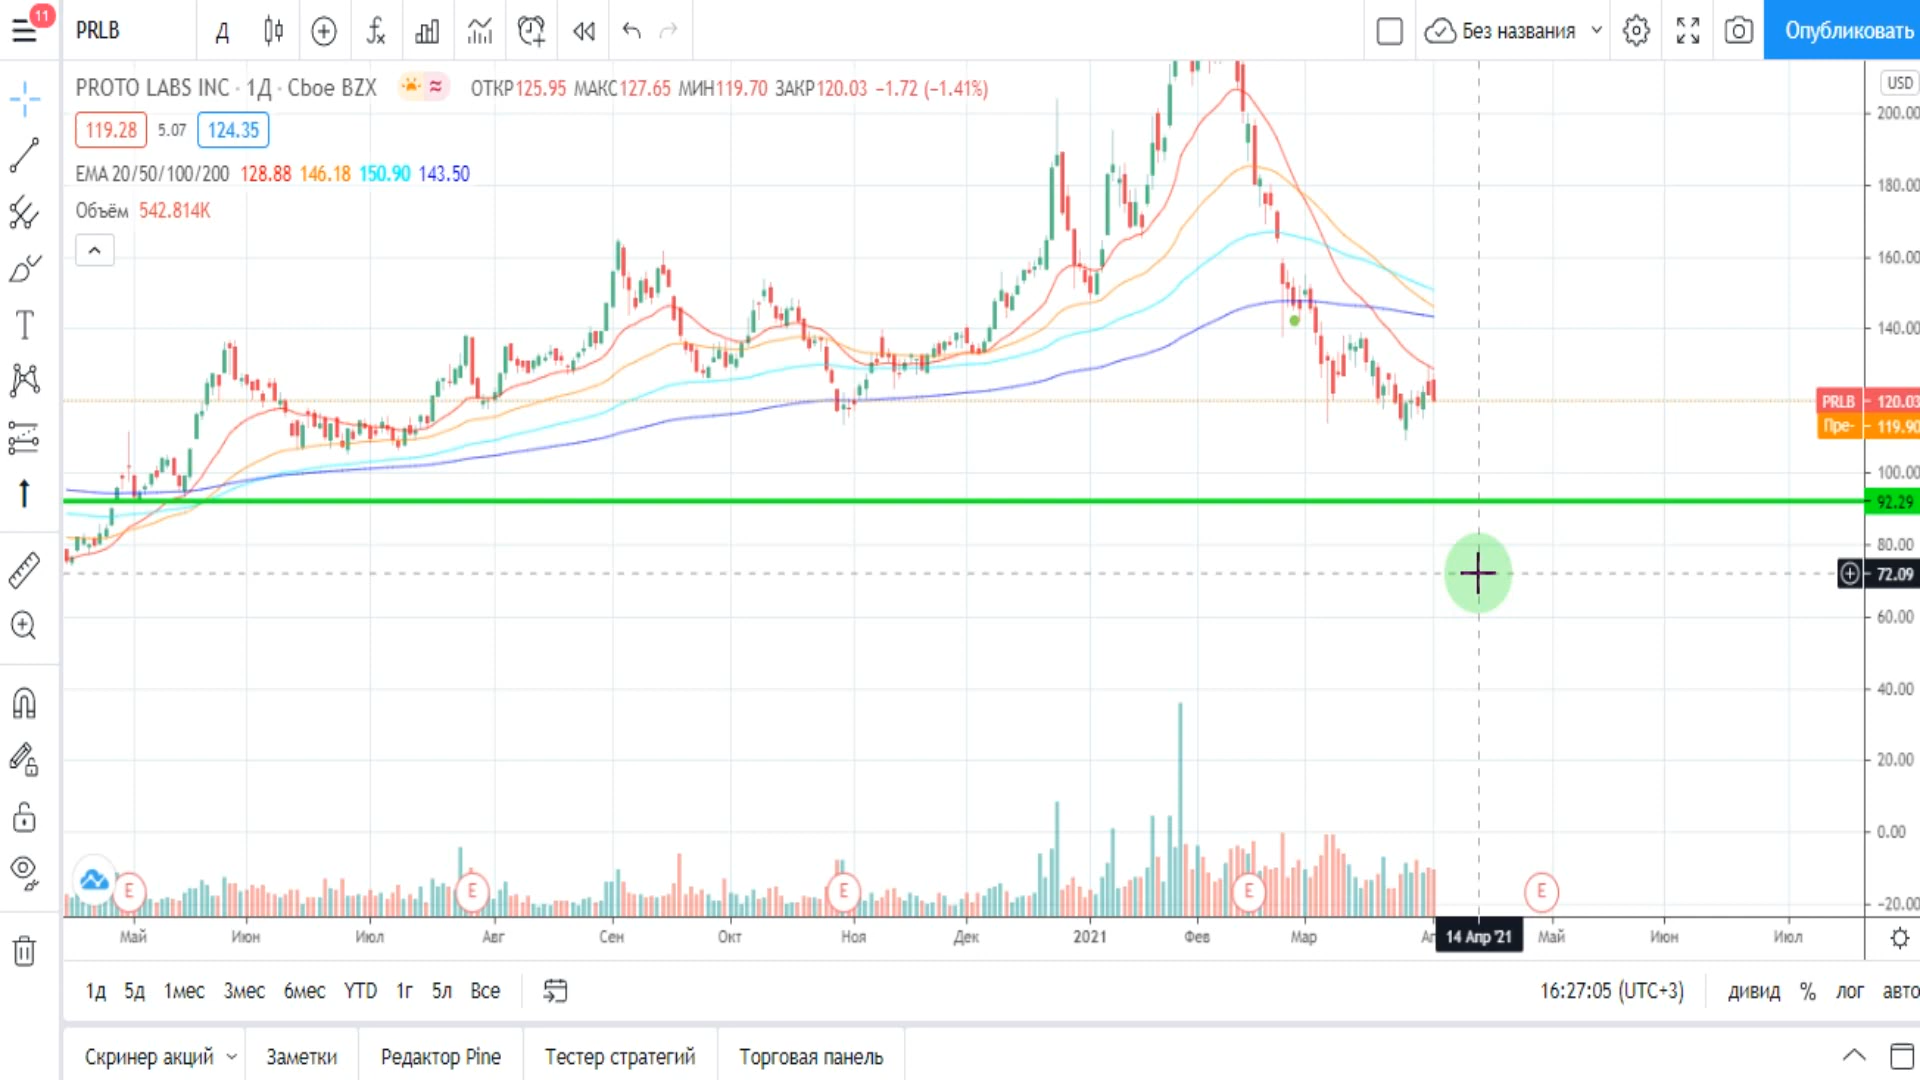 11
PRLB
Д
Без названия
Опубликовать
PROTO LABS INC · 1Д · Cboe BZX
ОТКР125.95 МАКС127.65 МИН119.70 ЗАКР120.03 −1.72 (−1.41%)
USD
119.28 5.07 124.35
EMA 20/50/100/200 128.88 146.18 150.90 143.50
Объём 542.814K
200.00
180.00
160.00
140.00
PRLB 120.03
Пре- 119.90
100.00
92.29
80.00
72.09
60.00
40.00
20.00
0.00
−20.00
E E E E E
Май Июн Июл Авг Сен Окт Ноя Дек 2021 Фев Мар 14 Апр '21 Май Июн Июл
1д 5д 1мес 3мес 6мес YTD 1г 5л Все
16:27:05 (UTC+3) дивид % лог авто
Скринер акций Заметки Редактор Pine Тестер стратегий Торговая панель